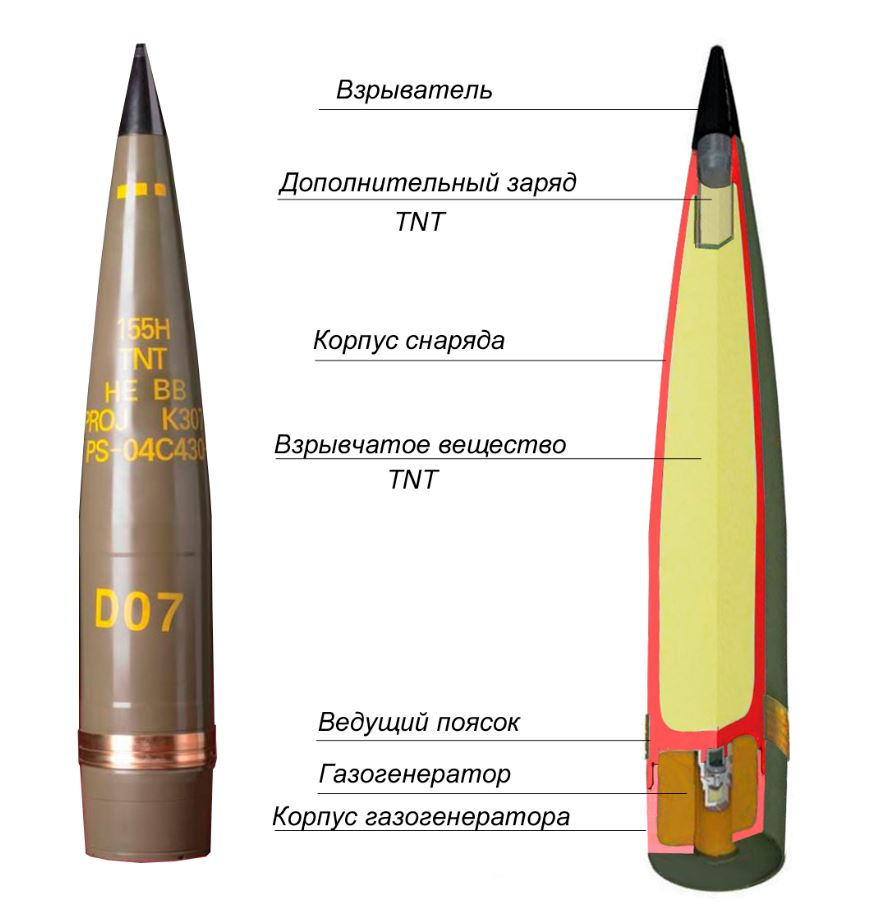 155H
TNT
HE BB
PROJ K307
PS-04C430
D07
Взрыватель
Дополнительный заряд
TNT
Корпус снаряда
Взрывчатое вещество
TNT
Ведущий поясок
Газогенератор
Корпус газогенератора